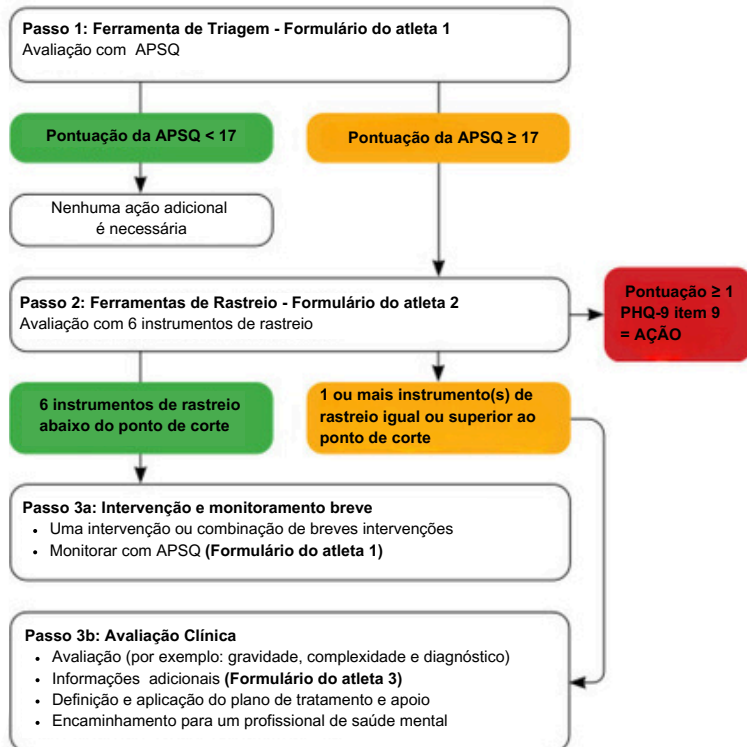 Passo 1: Ferramenta de Triagem - Formulário do atleta 1
Avaliação com APSQ
Pontuação da APSQ < 17
Pontuação da APSQ ≥ 17
Nenhuma ação adicional
é necessária
Passo 2: Ferramentas de Rastreio - Formulário do atleta 2
Avaliação com 6 instrumentos de rastreio
Pontuação ≥ 1
PHQ-9 item 9
= AÇÃO
6 instrumentos de rastreio
abaixo do ponto de corte
1 ou mais instrumento(s) de
rastreio igual ou superior ao
ponto de corte
Passo 3a: Intervenção e monitoramento breve
• Uma intervenção ou combinação de breves intervenções
• Monitorar com APSQ (Formulário do atleta 1)
Passo 3b: Avaliação Clínica
• Avaliação (por exemplo: gravidade, complexidade e diagnóstico)
• Informações adicionais (Formulário do atleta 3)
• Definição e aplicação do plano de tratamento e apoio
• Encaminhamento para um profissional de saúde mental